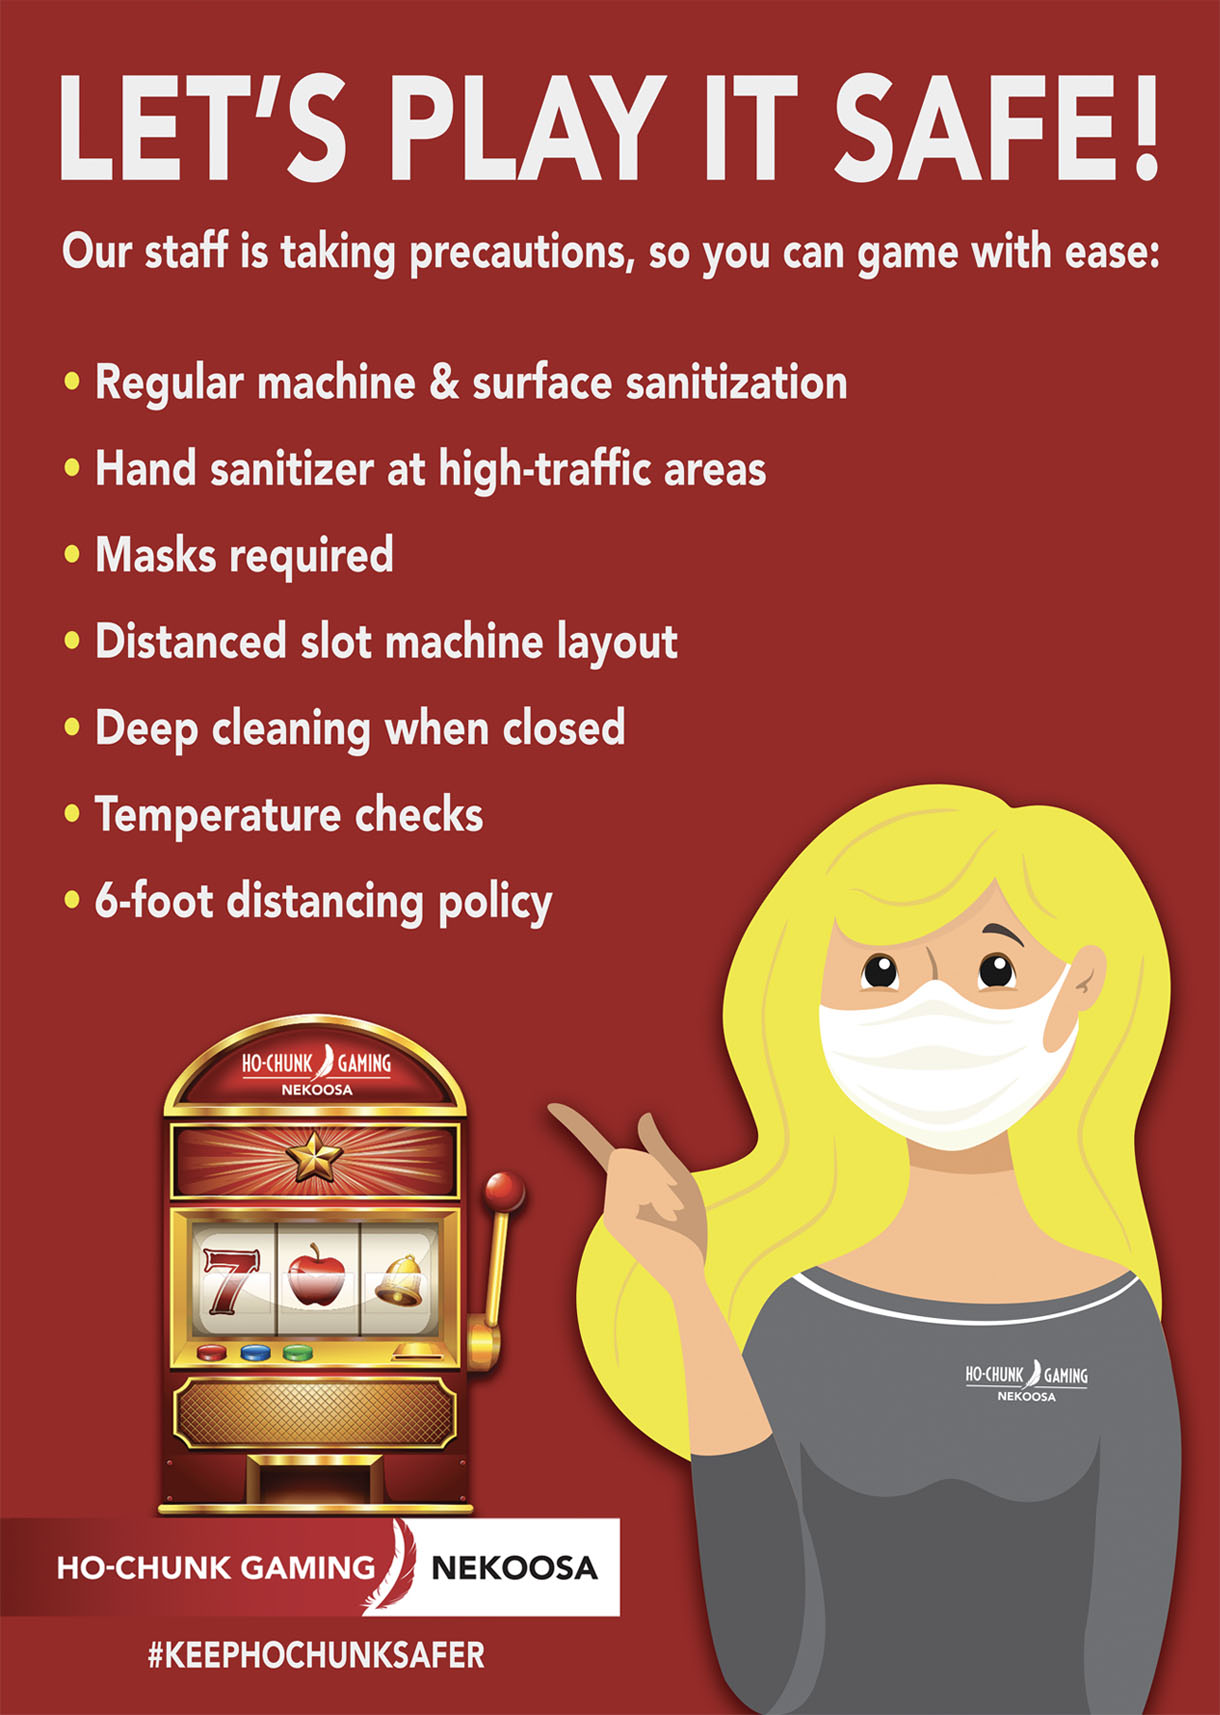 LET’S PLAY IT SAFE!
Our staff is taking precautions, so you can game with ease:
• Regular machine & surface sanitization
• Hand sanitizer at high-traffic areas
• Masks required
• Distanced slot machine layout
• Deep cleaning when closed
• Temperature checks
• 6-foot distancing policy
HO-CHUNK GAMING
NEKOOSA
7
HO-CHUNK GAMING
NEKOOSA
HO-CHUNK GAMING NEKOOSA
#KEEPHOCHUNKSAFER